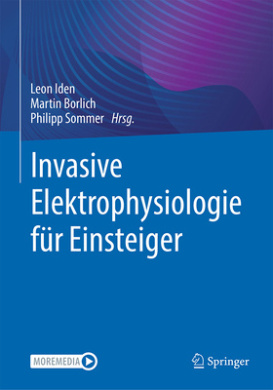 Leon Iden
Martin Borlich
Philipp Sommer Hrsg.
Invasive
Elektrophysiologie
für Einsteiger
MOREMEDIA
Springer